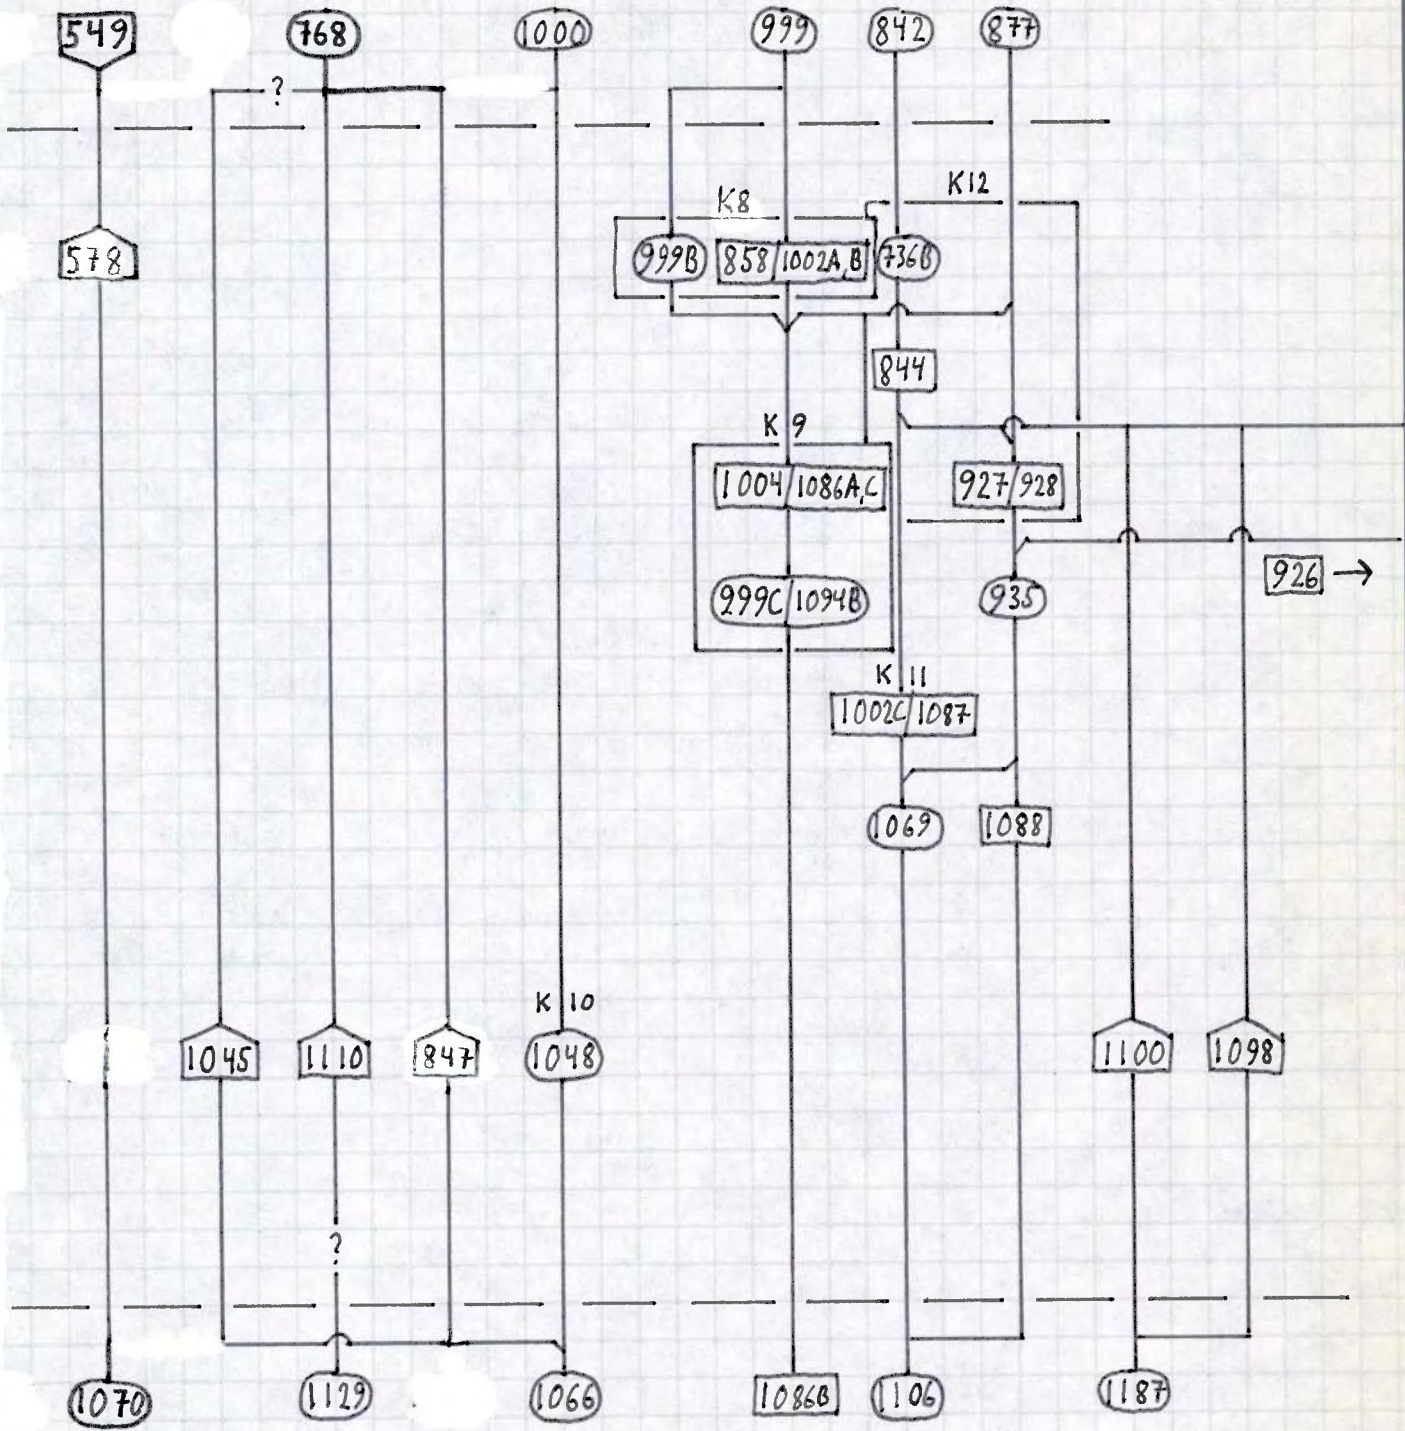 549 768 1000 999 842 877
?
K12
K8
578 999B 858/1002A,B 736B
844
K 9
1004/1086A,C 927/928
926 →
999C/1094B 935
K 11
1002C/1087
1069 1088
K 10
1045 1110 847 1048 1100 1098
?
1070 1129 1066 1086B 1106 1187